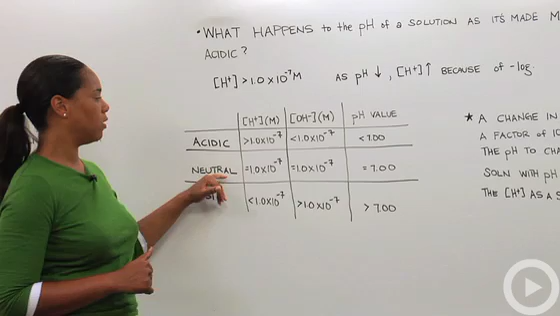 • WHAT HAPPENS to the pH of a SOLUTION AS IT'S MADE
ACIDIC?
[H+] > 1.0 x 10⁻⁷ M AS pH ↓, [H+] ↑ BECAUSE of -log.
[H+] (M) [OH-] (M) pH VALUE
ACIDIC >1.0x10⁻⁷ <1.0x10⁻⁷ <7.00
NEUTRAL =1.0x10⁻⁷ =1.0x10⁻⁷ =7.00
<1.0x10⁻⁷ >1.0x10⁻⁷ >7.00
★ A CHANGE IN
A FACTOR of
THE pH TO
SOLN WITH pH
THE [H+] AS A